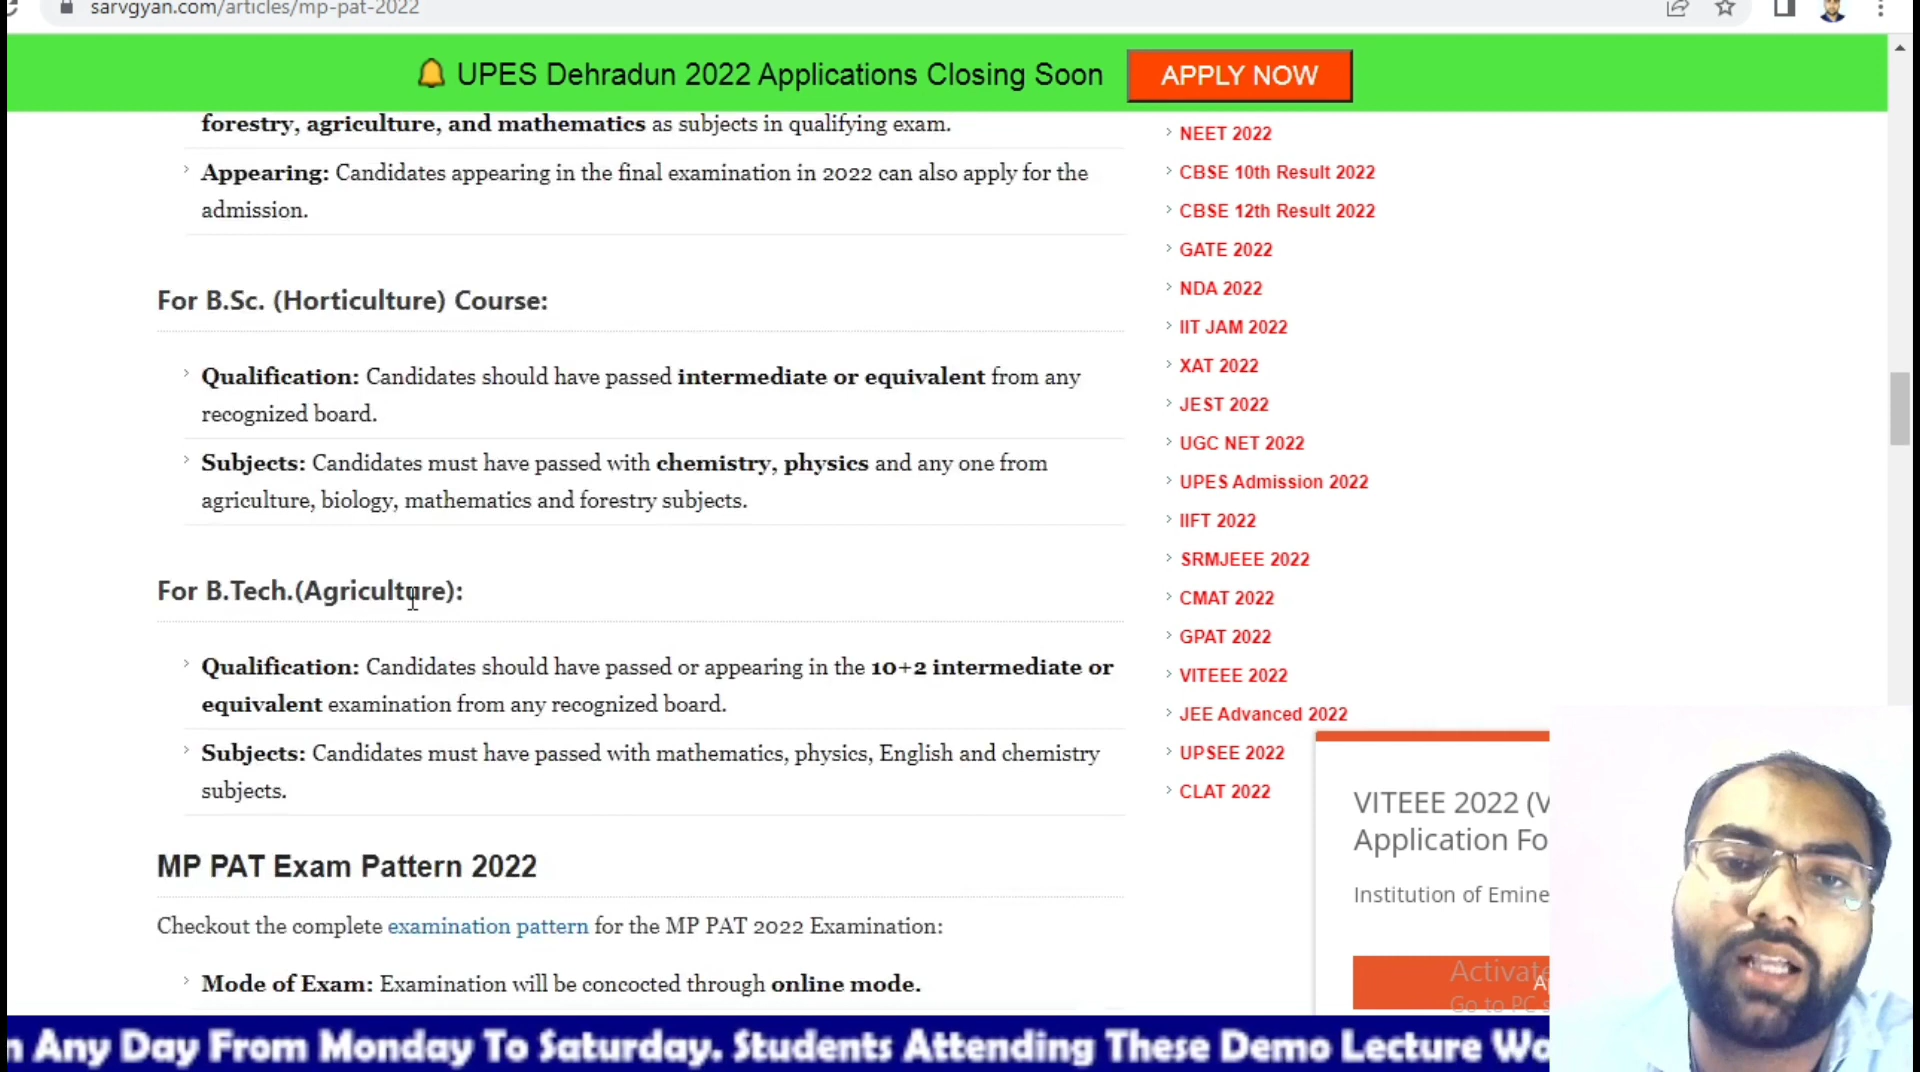 sarvgyan.com/articles/mp-pat-2022
UPES Dehradun 2022 Applications Closing Soon APPLY NOW
forestry, agriculture, and mathematics as subjects in qualifying exam.
Appearing: Candidates appearing in the final examination in 2022 can also apply for the
admission.
For B.Sc. (Horticulture) Course:
Qualification: Candidates should have passed intermediate or equivalent from any
recognized board.
Subjects: Candidates must have passed with chemistry, physics and any one from
agriculture, biology, mathematics and forestry subjects.
For B.Tech.(Agriculture):
Qualification: Candidates should have passed or appearing in the 10+2 intermediate or
equivalent examination from any recognized board.
Subjects: Candidates must have passed with mathematics, physics, English and chemistry
subjects.
MP PAT Exam Pattern 2022
Checkout the complete examination pattern for the MP PAT 2022 Examination:
Mode of Exam: Examination will be concocted through online mode.
NEET 2022
CBSE 10th Result 2022
CBSE 12th Result 2022
GATE 2022
NDA 2022
IIT JAM 2022
XAT 2022
JEST 2022
UGC NET 2022
UPES Admission 2022
IIFT 2022
SRMJEEE 2022
CMAT 2022
GPAT 2022
VITEEE 2022
JEE Advanced 2022
UPSEE 2022
CLAT 2022
VITEEE 2022 (V
Application Fo
Institution of Emine
Activate
Go to PC s
n Any Day From Monday To Saturday. Students Attending These Demo Lecture Wo